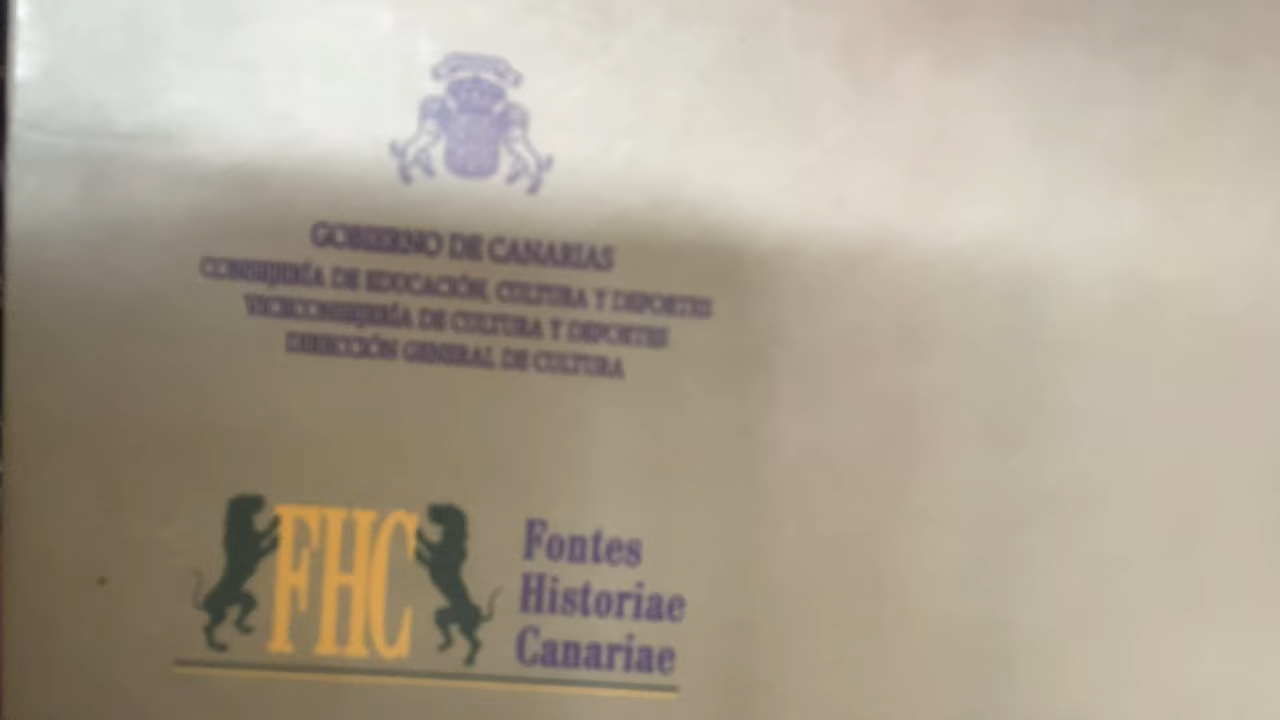 GOBIERNO DE CANARIAS
CONSEJERÍA DE EDUCACIÓN, CULTURA Y DEPORTES
VICECONSEJERÍA DE CULTURA Y DEPORTES
DIRECCIÓN GENERAL DE CULTURA
FHC
Fontes
Historiae
Canariae